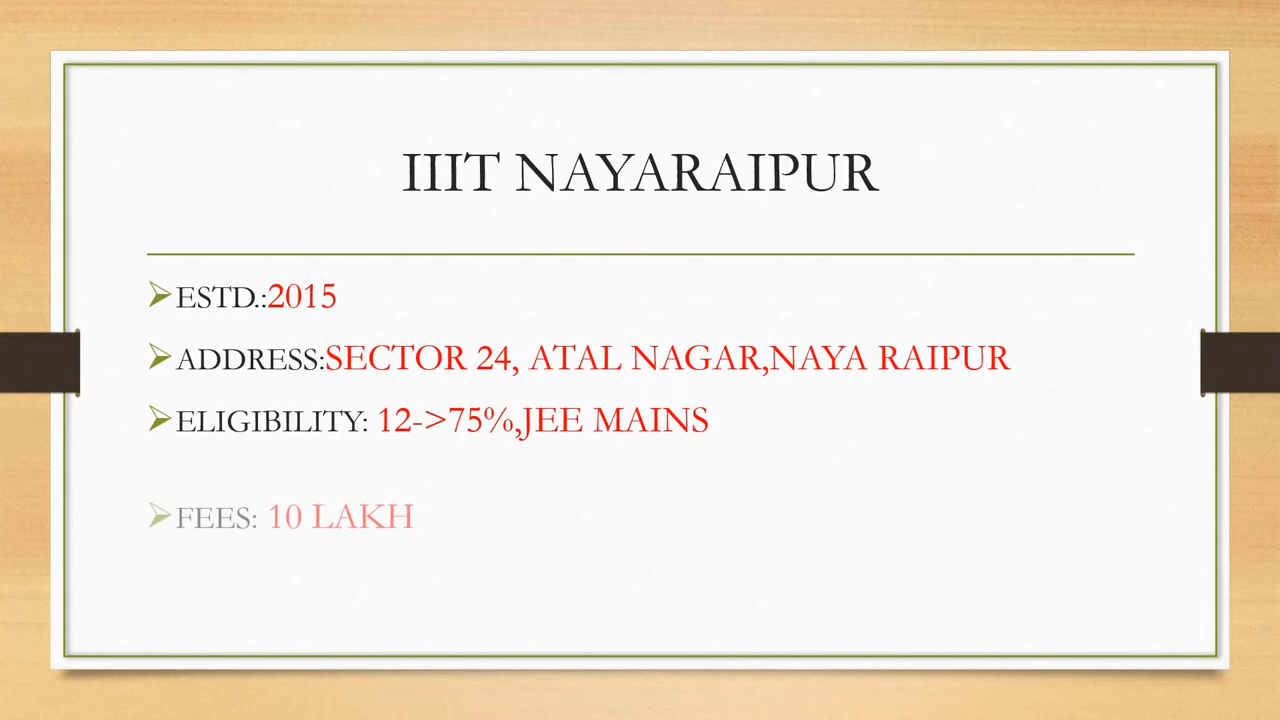 IIIT NAYARAIPUR
➢ESTD.:2015
➢ADDRESS:SECTOR 24, ATAL NAGAR,NAYA RAIPUR
➢ELIGIBILITY: 12->75%,JEE MAINS
➢FEES: 10 LAKH